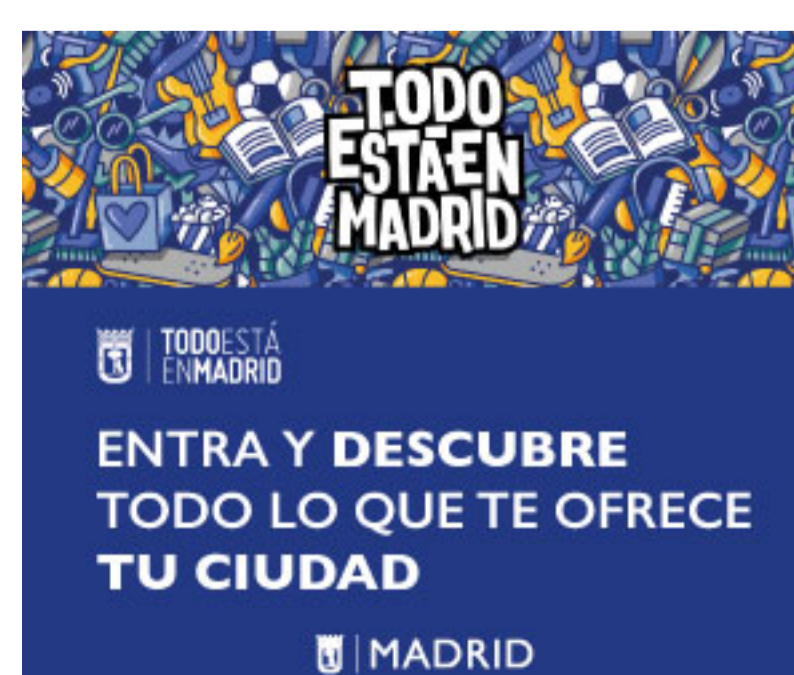 TODO
ESTÁ EN
MADRID
TODOESTÁ
ENMADRID
ENTRA Y DESCUBRE
TODO LO QUE TE OFRECE
TU CIUDAD
MADRID